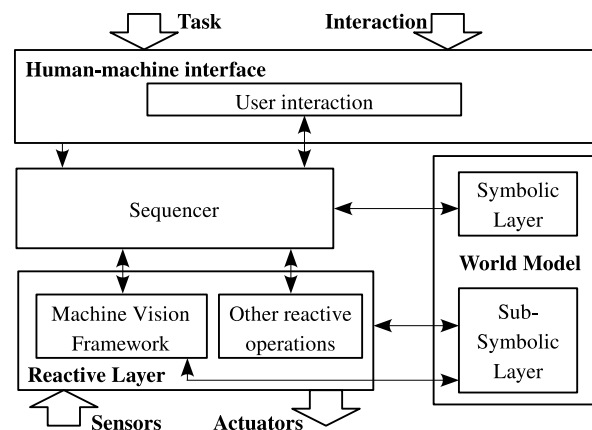 Task
Interaction
Human-machine interface
User interaction
Sequencer
Symbolic
Layer
World Model
Machine Vision
Framework
Other reactive
operations
Sub-
Symbolic
Layer
Reactive Layer
Sensors
Actuators